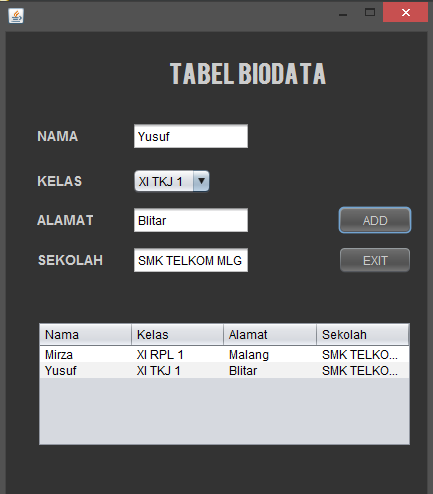 TABEL BIODATA
NAMA Yusuf
KELAS XI TKJ 1
ALAMAT Blitar ADD
SEKOLAH SMK TELKOM MLG EXIT
Nama Kelas Alamat Sekolah
Mirza XI RPL 1 Malang SMK TELKO...
Yusuf XI TKJ 1 Blitar SMK TELKO...